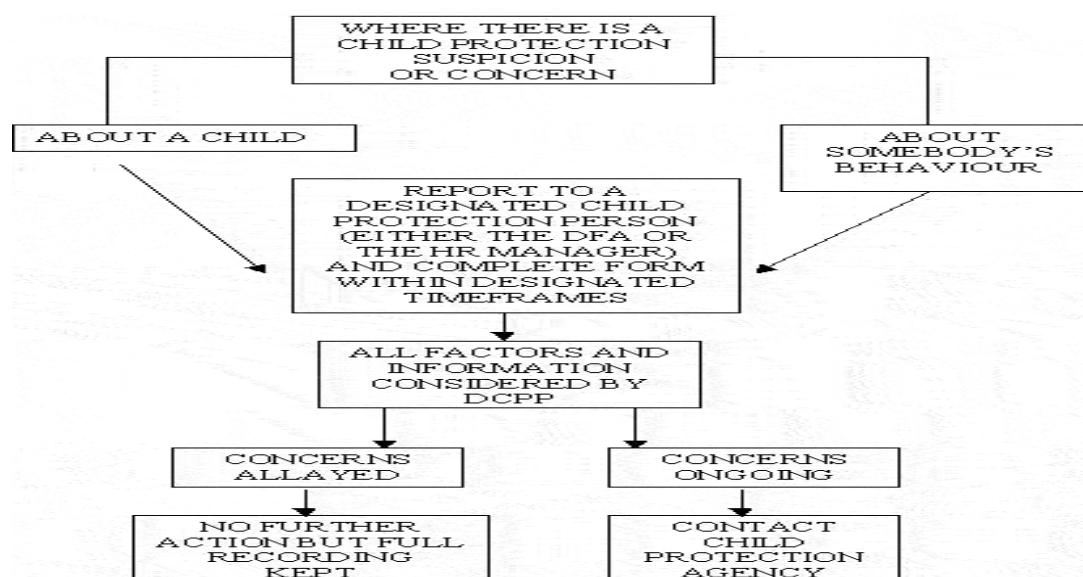 WHERE THERE IS A
CHILD PROTECTION
SUSPICION
OR CONCERN
ABOUT A CHILD
ABOUT
SOMEBODY'S
BEHAVIOUR
REPORT TO A
DESIGNATED CHILD
PROTECTION PERSON
(EITHER THE DFA OR
THE HR MANAGER)
AND COMPLETE FORM
WITHIN DESIGNATED
TIMEFRAMES
ALL FACTORS AND
INFORMATION
CONSIDERED BY
DCPP
CONCERNS
ALLAYED
CONCERNS
ONGOING
NO FURTHER
ACTION BUT FULL
RECORDING
KEPT
CONTACT
CHILD
PROTECTION
AGENCY